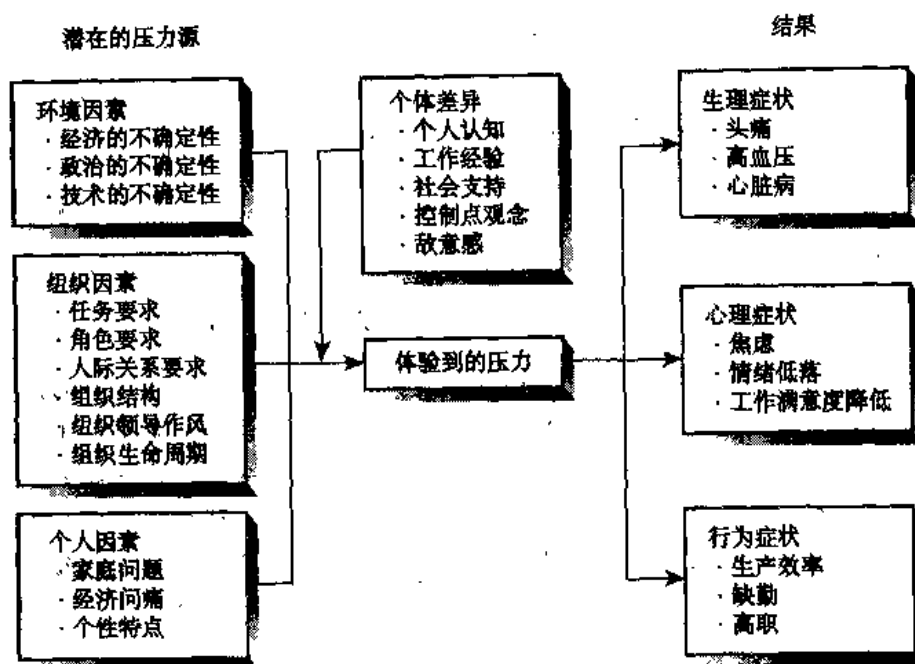 潜在的压力源
环境因素
· 经济的不确定性
· 政治的不确定性
· 技术的不确定性
组织因素
· 任务要求
· 角色要求
· 人际关系要求
· 组织结构
· 组织领导作风
· 组织生命周期
个人因素
· 家庭问题
· 经济问痛
· 个性特点
个体差异
· 个人认知
· 工作经验
· 社会支持
· 控制点观念
· 敌意感
体验到的压力
结果
生理症状
· 头痛
· 高血压
· 心脏病
心理症状
· 焦虑
· 情绪低落
· 工作满意度降低
行为症状
· 生产效率
· 缺勤
· 高职